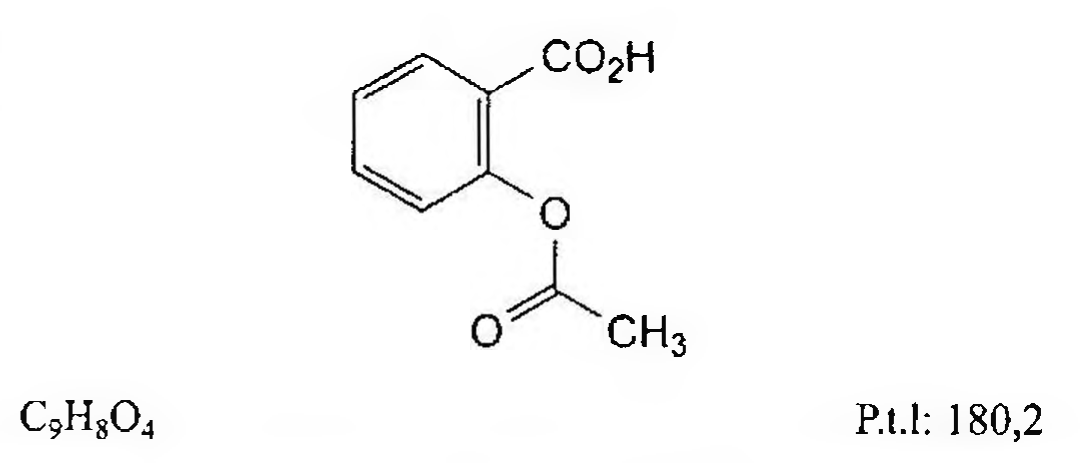 CO₂H
O
O CH₃
C₉H₈O₄ P.t.l: 180,2